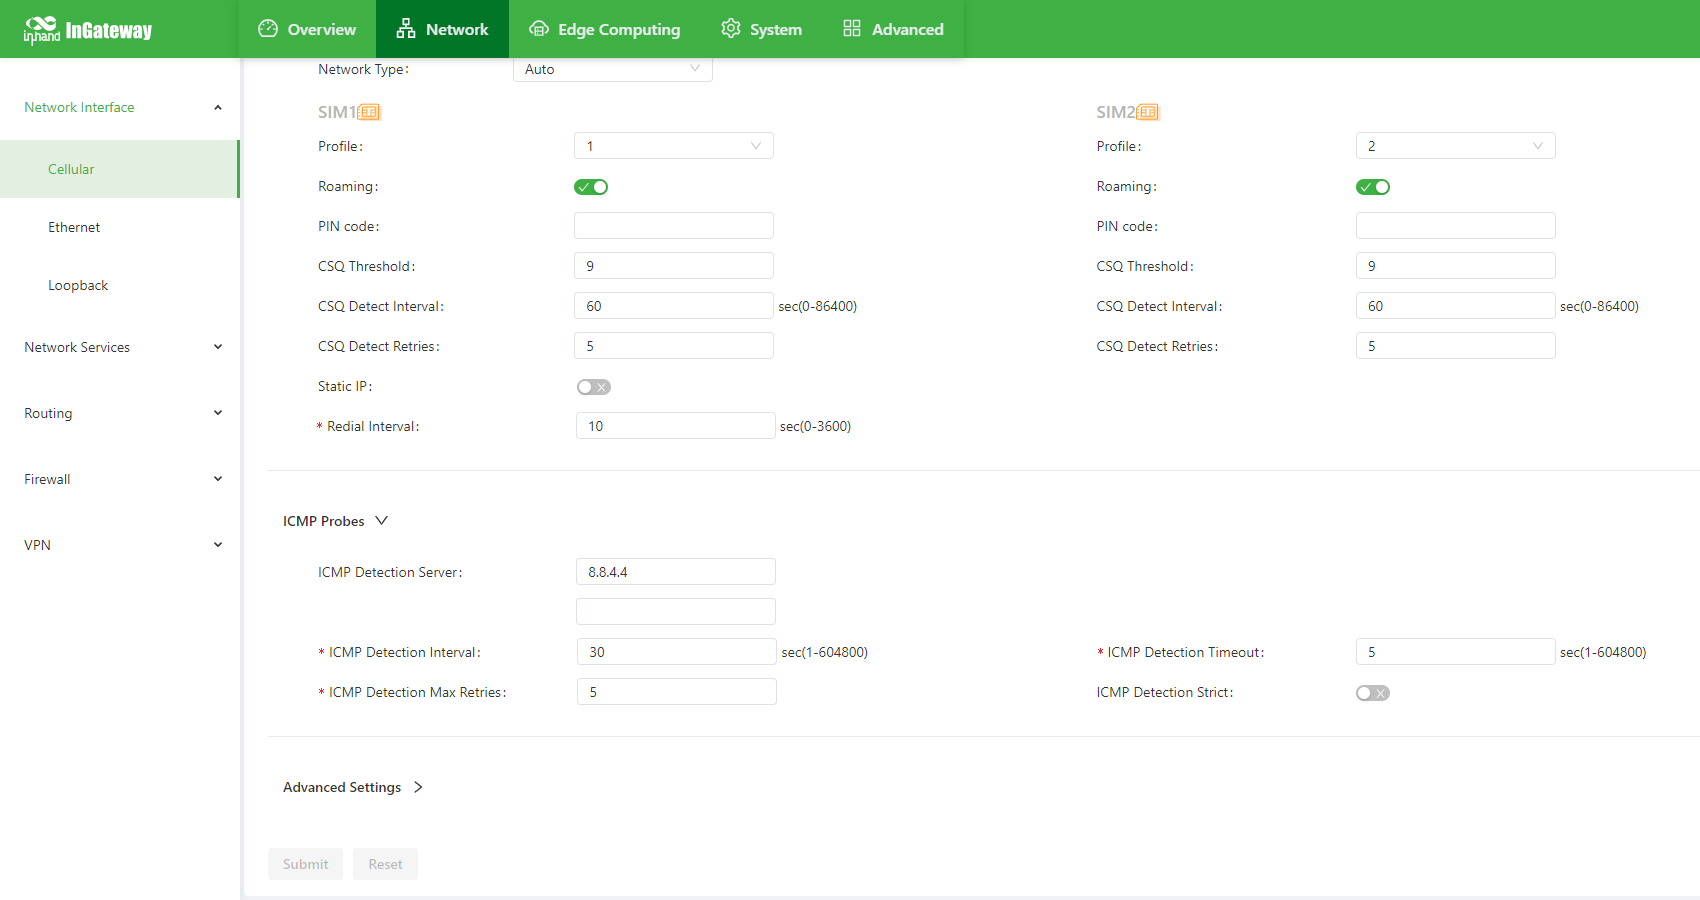 inhand InGateway
Overview
Network
Edge Computing
System
Advanced
Network Interface
Cellular
Ethernet
Loopback
Network Services
Routing
Firewall
VPN
Network Type: Auto
SIM1 SIM2
Profile: 1 Profile: 2
Roaming: Roaming:
PIN code: PIN code:
CSQ Threshold: 9 CSQ Threshold: 9
CSQ Detect Interval: 60 sec(0-86400) CSQ Detect Interval: 60 sec(0-86400)
CSQ Detect Retries: 5 CSQ Detect Retries: 5
Static IP:
* Redial Interval: 10 sec(0-3600)
ICMP Probes
ICMP Detection Server: 8.8.4.4
* ICMP Detection Interval: 30 sec(1-604800) * ICMP Detection Timeout: 5 sec(1-604800)
* ICMP Detection Max Retries: 5 ICMP Detection Strict:
Advanced Settings
Submit Reset